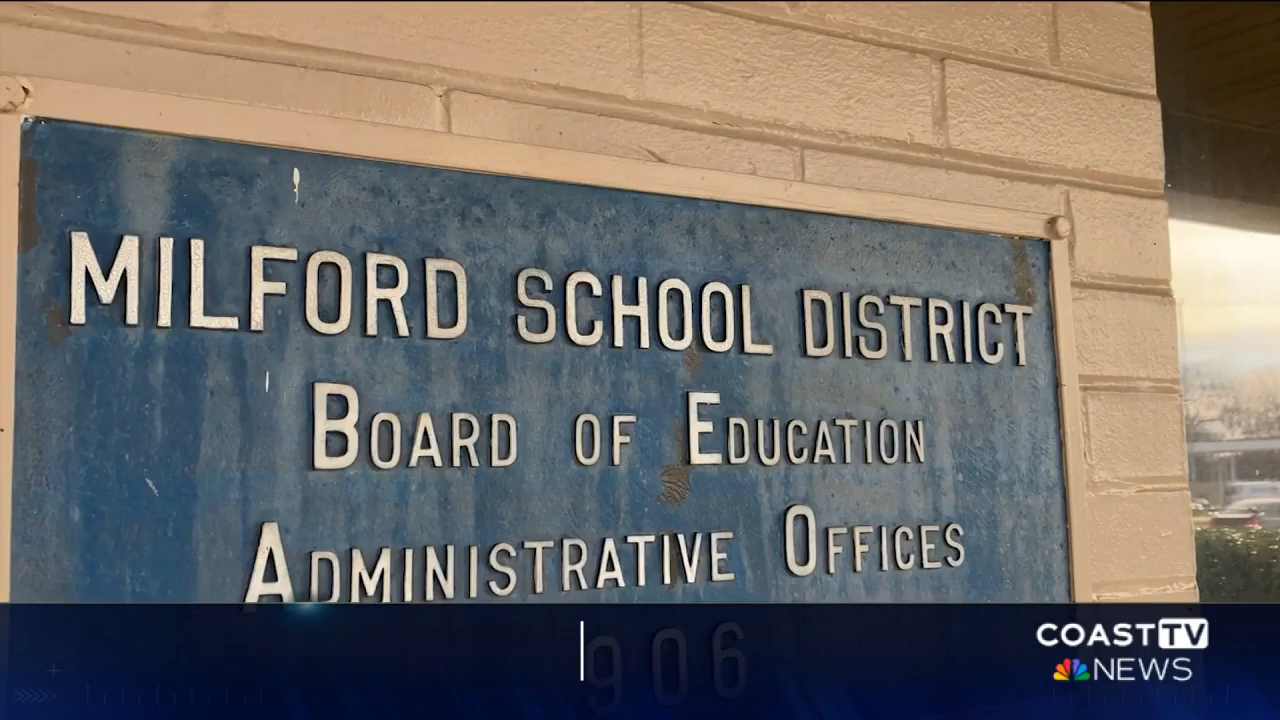 MILFORD SCHOOL DISTRICT
BOARD OF EDUCATION
ADMINISTRATIVE OFFICES
906
COAST TV
NEWS